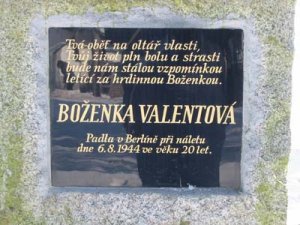 Tvá oběť na oltář vlasti,
Tvůj život pln bolu a strasti
bude nám stálou vzpomínkou
letící za hrdinnou Boženkou.
BOŽENKA VALENTOVÁ
Padla v Berlíně při náletu
dne 6.8.1944 ve věku 20 let.